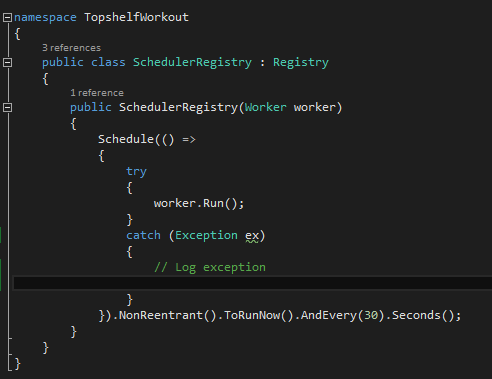 namespace TopshelfWorkout
{
3 references
public class SchedulerRegistry : Registry
{
1 reference
public SchedulerRegistry(Worker worker)
{
Schedule(() =>
{
try
{
worker.Run();
}
catch (Exception ex)
{
// Log exception
}
}).NonReentrant().ToRunNow().AndEvery(30).Seconds();
}
}
}